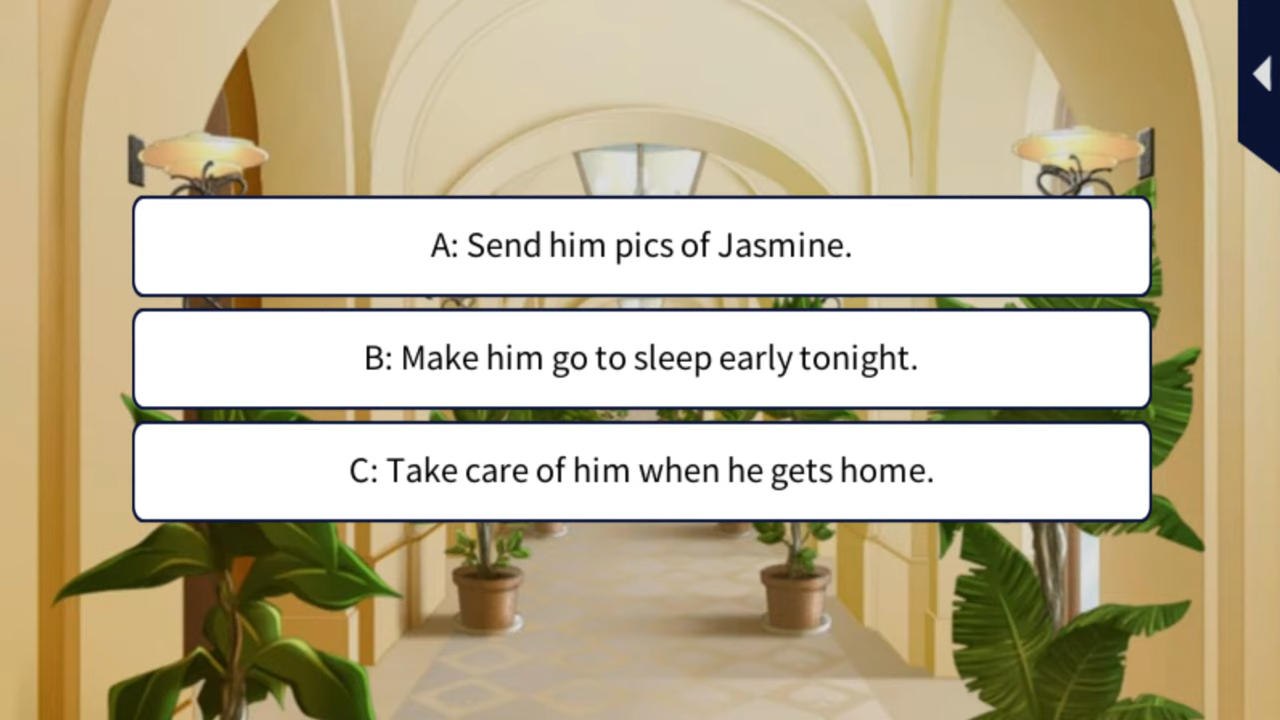 A: Send him pics of Jasmine.
B: Make him go to sleep early tonight.
C: Take care of him when he gets home.